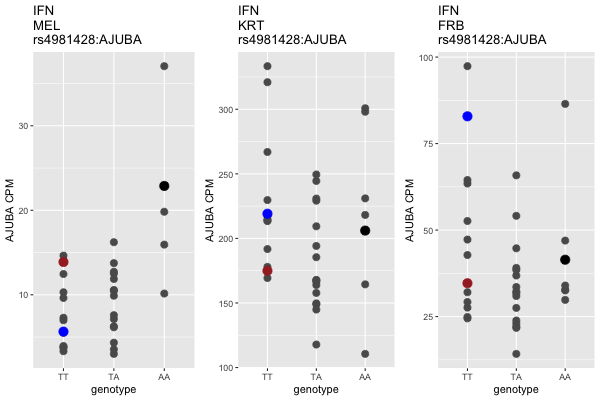 IFN
MEL
rs4981428:AJUBA
AJUBA CPM
30
20
10
TT
TA
AA
genotype
IFN
KRT
rs4981428:AJUBA
AJUBA CPM
300
250
200
150
100
TT
TA
AA
genotype
IFN
FRB
rs4981428:AJUBA
AJUBA CPM
100
75
50
25
TT
TA
AA
genotype